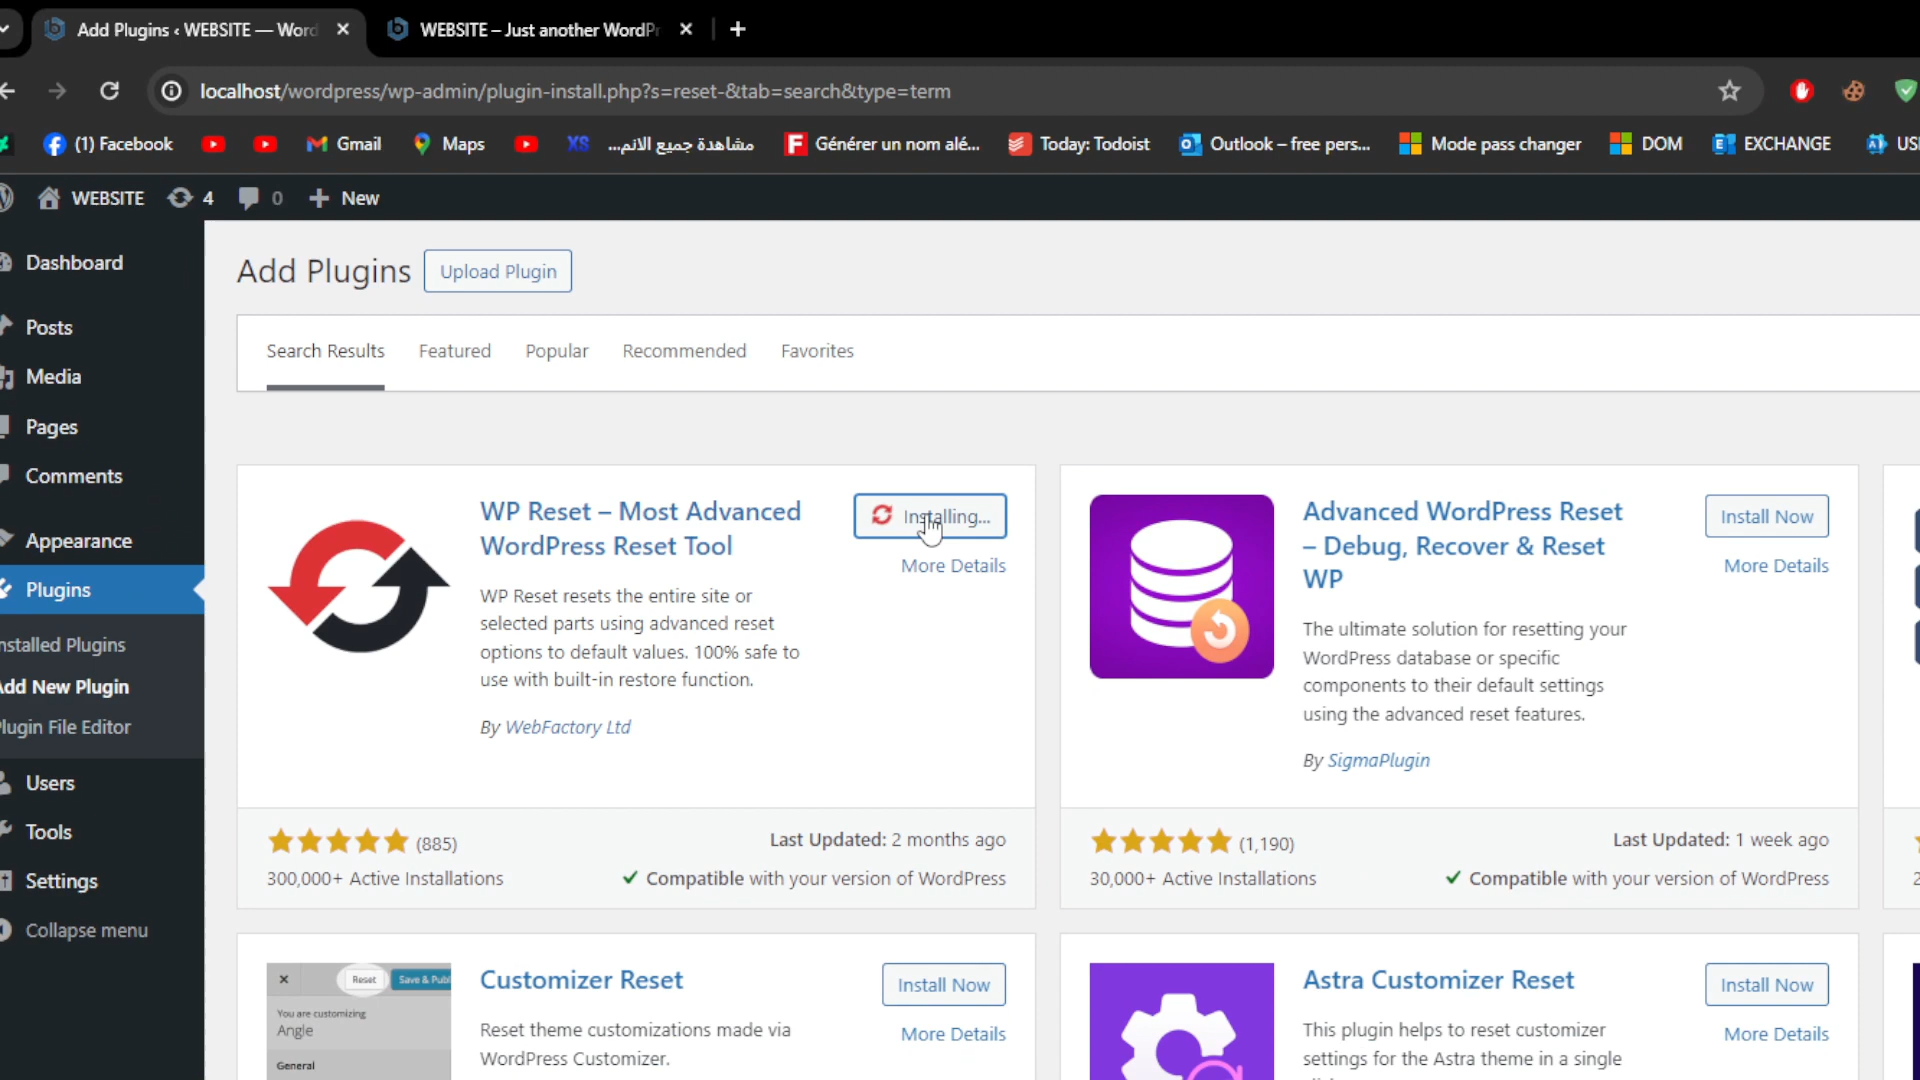 Add Plugins ‹ WEBSITE — Word
WEBSITE – Just another WordPr
localhost/wordpress/wp-admin/plugin-install.php?s=reset-&tab=search&type=term
(1) Facebook
Gmail
Maps
XS
مشاهدة جميع الانم...
F Générer un nom alé...
Today: Todoist
Outlook – free pers...
Mode pass changer
DOM
EXCHANGE
WEBSITE
4
0
New
Dashboard
Posts
Media
Pages
Comments
Appearance
Plugins
nstalled Plugins
Add New Plugin
lugin File Editor
Users
Tools
Settings
Collapse menu
Add Plugins
Upload Plugin
Search Results
Featured
Popular
Recommended
Favorites
WP Reset – Most Advanced
WordPress Reset Tool
Installing...
More Details
WP Reset resets the entire site or
selected parts using advanced reset
options to default values. 100% safe to
use with built-in restore function.
By WebFactory Ltd
(885)
Last Updated: 2 months ago
300,000+ Active Installations
Compatible with your version of WordPress
Advanced WordPress Reset
– Debug, Recover & Reset
WP
Install Now
More Details
The ultimate solution for resetting your
WordPress database or specific
components to their default settings
using the advanced reset features.
By SigmaPlugin
(1,190)
Last Updated: 1 week ago
30,000+ Active Installations
Compatible with your version of WordPress
Reset
Save & Publ
You are customizing
Angle
General
Customizer Reset
Install Now
More Details
Reset theme customizations made via
WordPress Customizer.
Astra Customizer Reset
Install Now
More Details
This plugin helps to reset customizer
settings for the Astra theme in a single